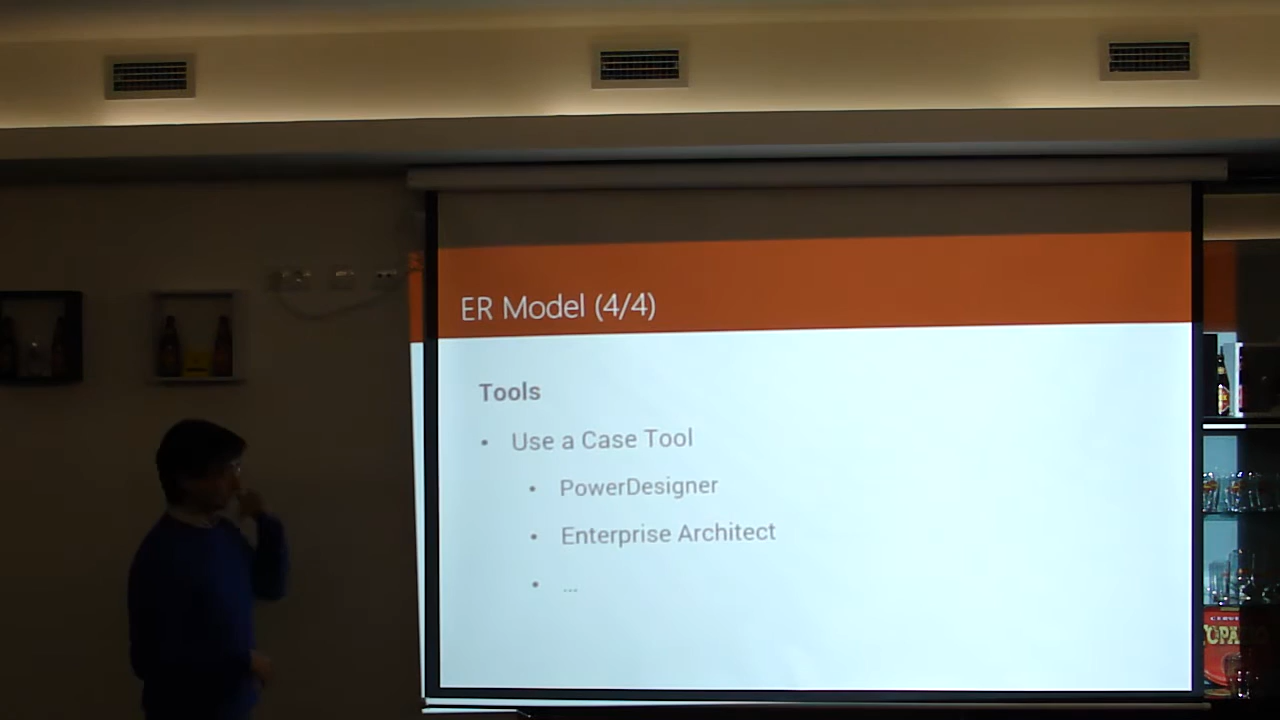 ER Model (4/4)
Tools
• Use a Case Tool
• PowerDesigner
• Enterprise Architect
• ...